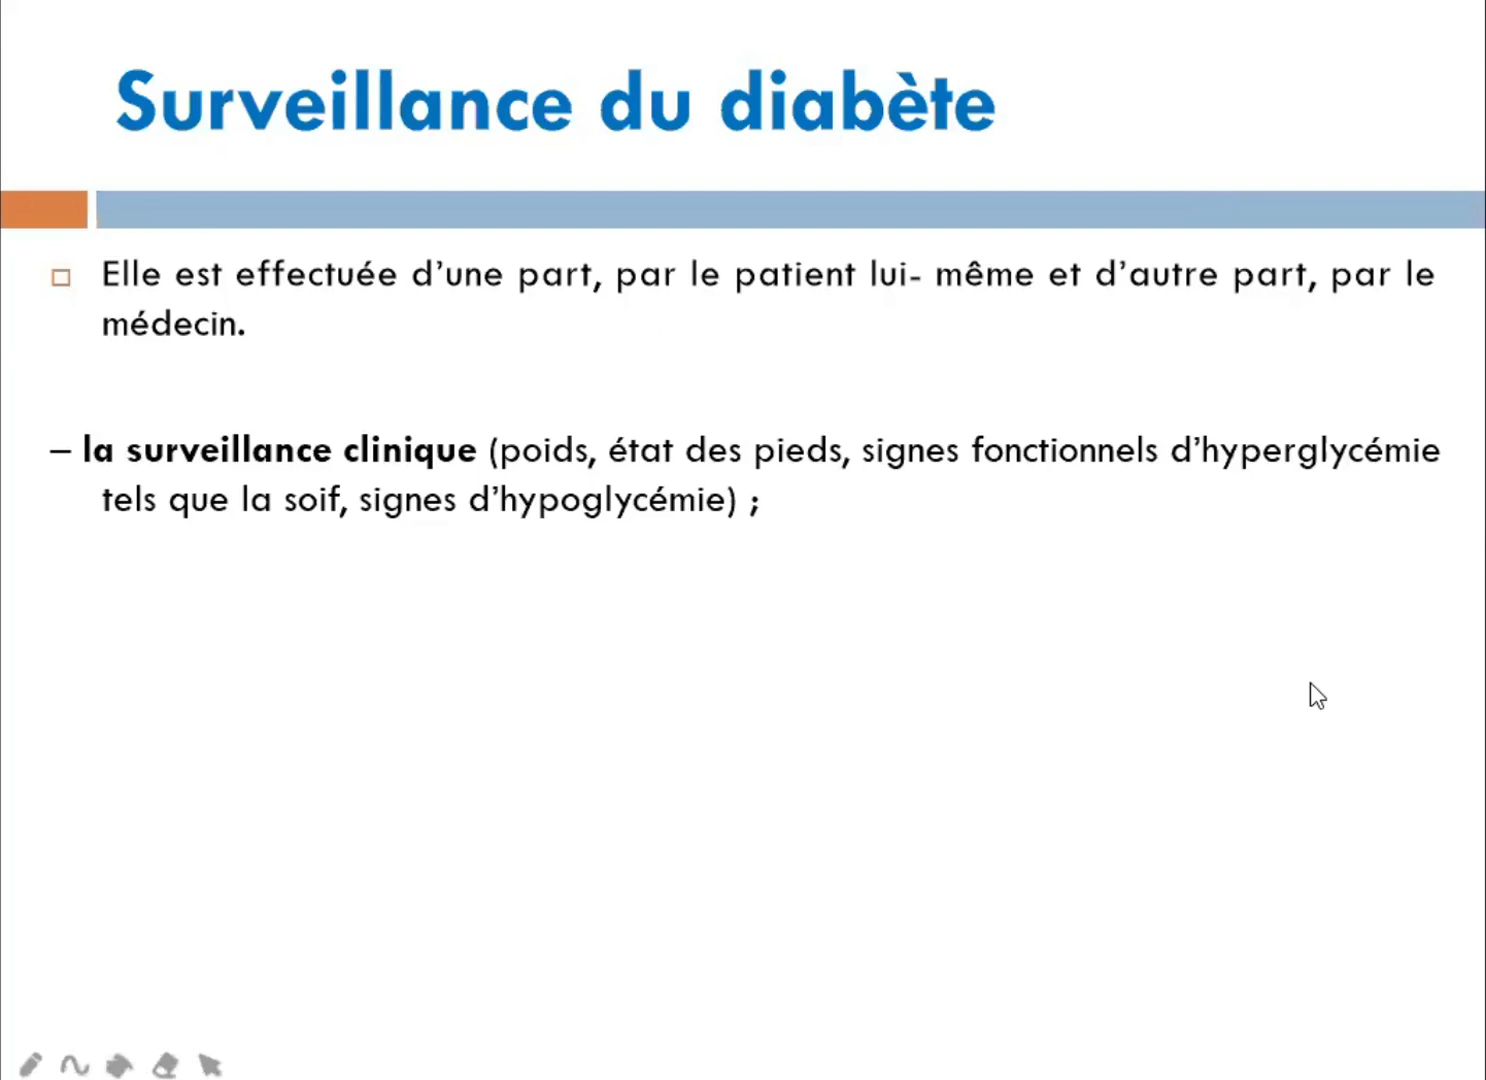 Surveillance du diabète
Elle est effectuée d’une part, par le patient lui- même et d’autre part, par le
médecin.
– la surveillance clinique (poids, état des pieds, signes fonctionnels d’hyperglycémie
tels que la soif, signes d’hypoglycémie) ;